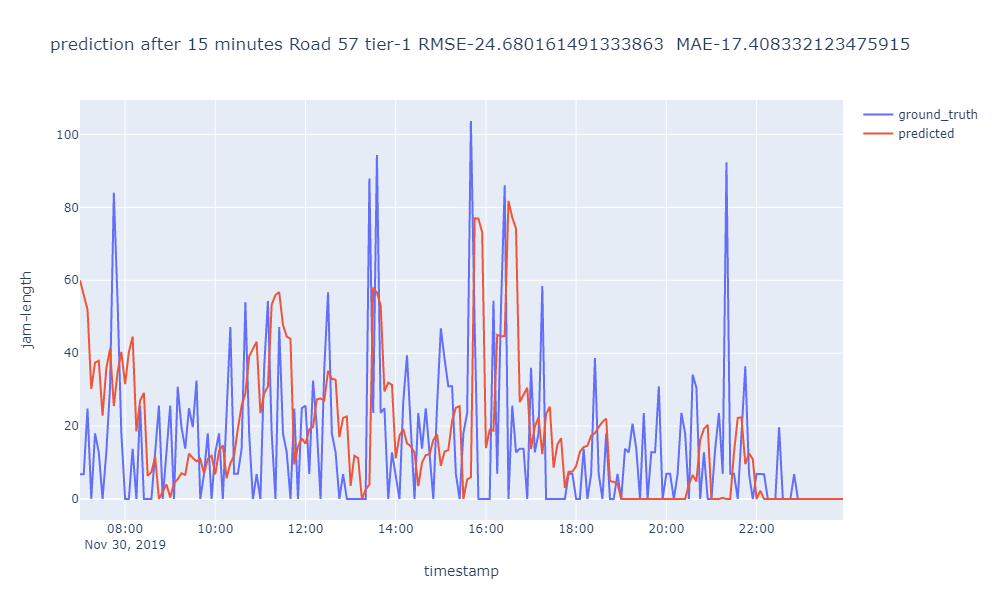 prediction after 15 minutes Road 57 tier-1 RMSE-24.680161491333863  MAE-17.408332123475915
ground_truth
predicted
100
80
60
40
20
0
jam-length
08:00 10:00 12:00 14:00 16:00 18:00 20:00 22:00
Nov 30, 2019
timestamp